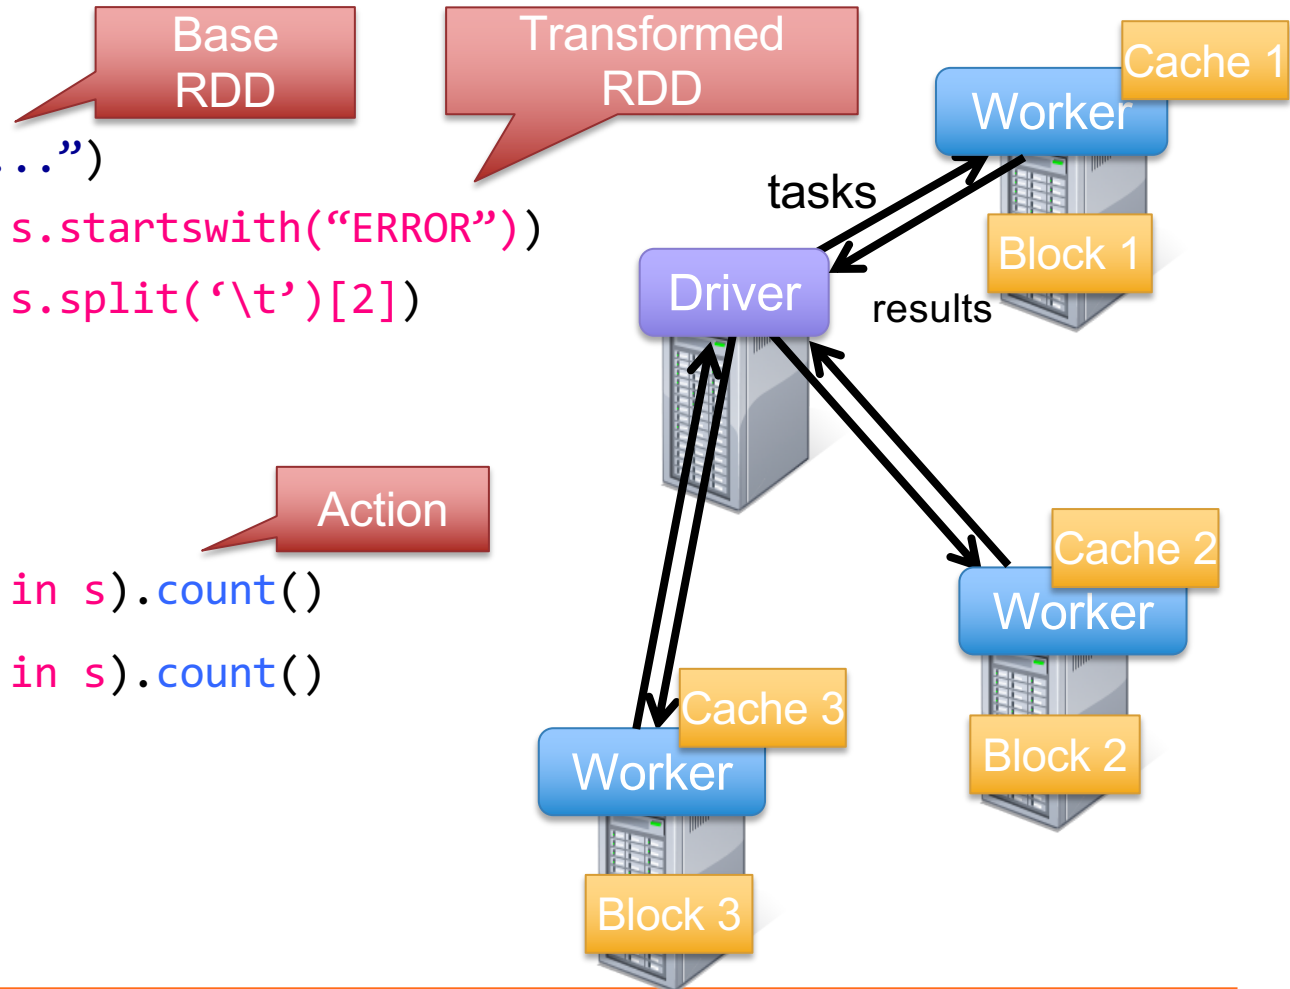 Base
RDD
Transformed
RDD
...”)
s.startswith(“ERROR”))
s.split(‘\t’)[2])
Action
in s).count()
in s).count()
Cache 1
Worker
tasks
Block 1
Driver
results
Cache 2
Worker
Block 2
Cache 3
Worker
Block 3